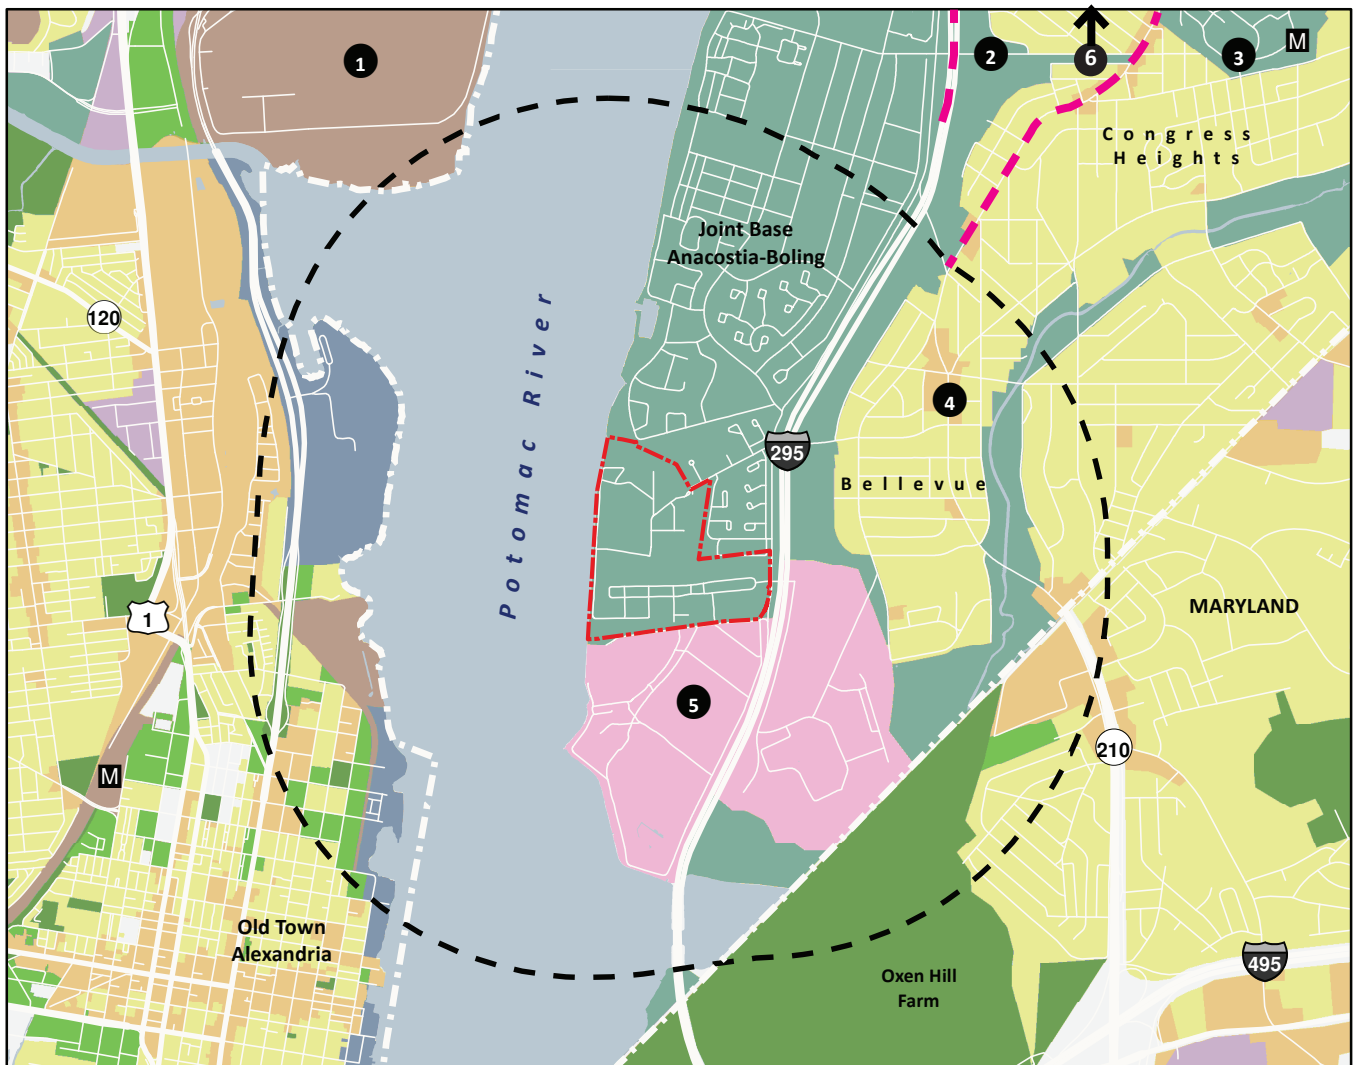 1
2
6
3
M
Congress
Heights
Joint Base
Anacostia-Boling
120
Potomac River
4
295
Bellevue
1
MARYLAND
5
210
M
Old Town
Alexandria
Oxen Hill
Farm
495